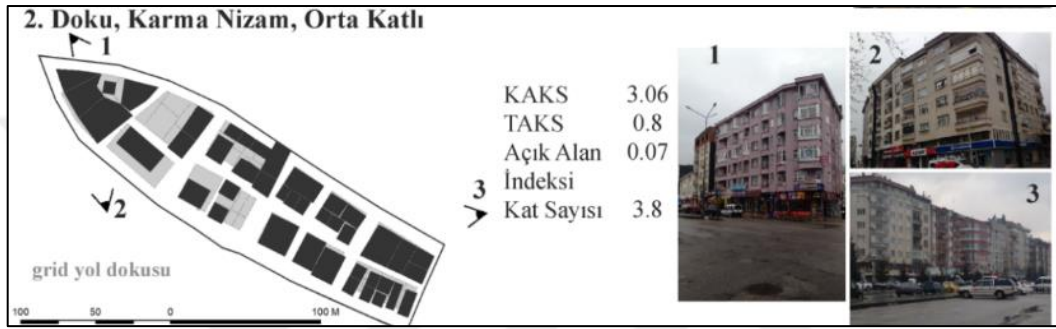 2. Doku, Karma Nizam, Orta Katlı
1
2
3
grid yol dokusu
100 50 0 100 M
KAKS 3.06
TAKS 0.8
Açık Alan 0.07
İndeksi
Kat Sayısı 3.8
1
2
3